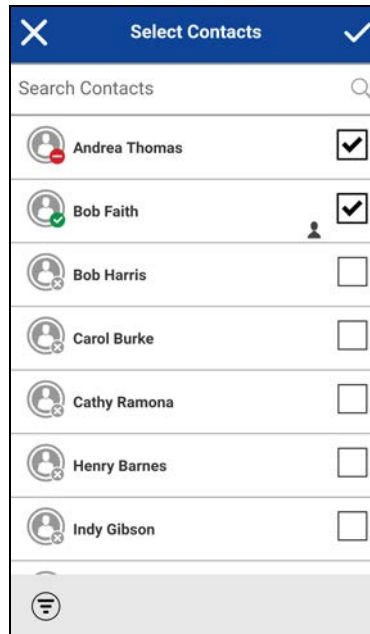 Select Contacts
Search Contacts
Andrea Thomas
Bob Faith
Bob Harris
Carol Burke
Cathy Ramona
Henry Barnes
Indy Gibson